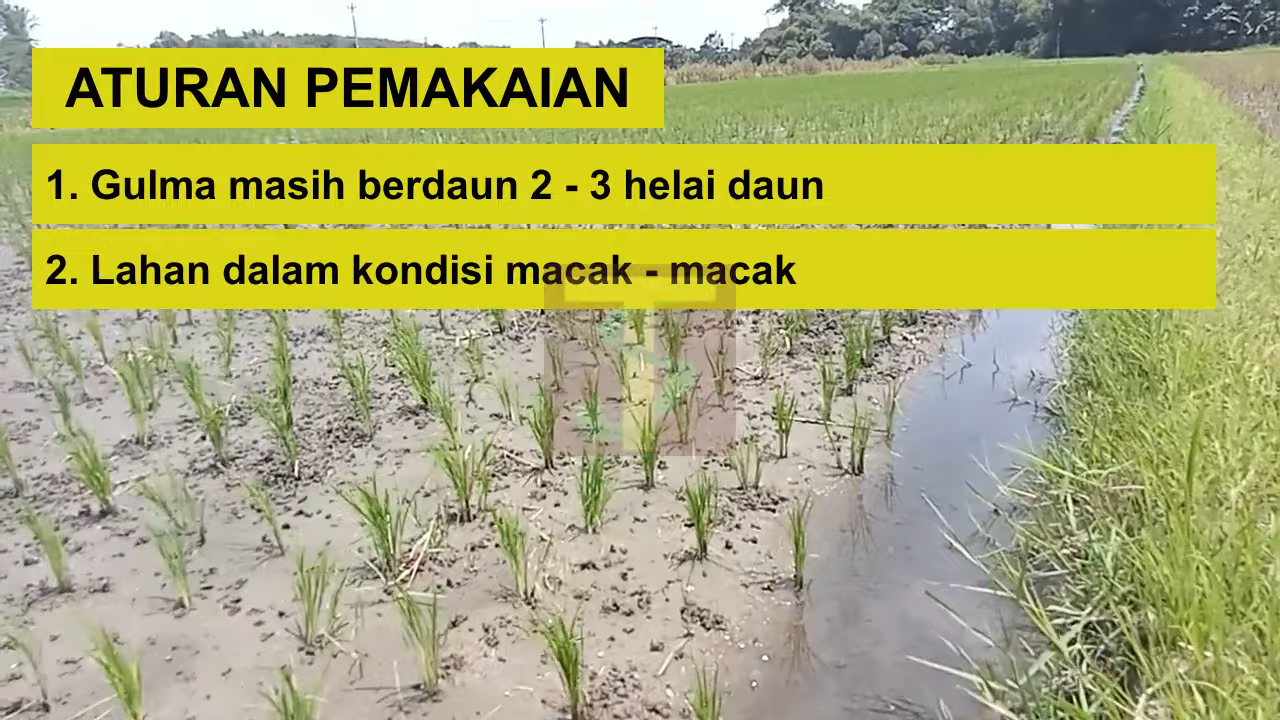 ATURAN PEMAKAIAN
1. Gulma masih berdaun 2 - 3 helai daun
2. Lahan dalam kondisi macak - macak